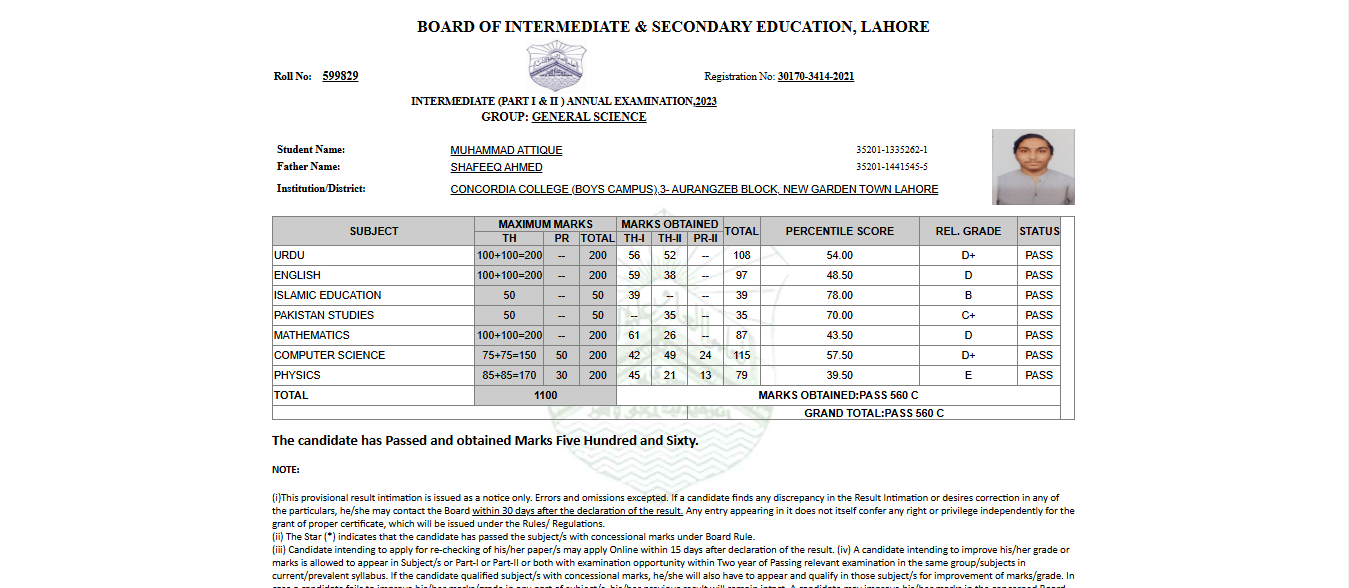 BOARD OF INTERMEDIATE & SECONDARY EDUCATION, LAHORE
Roll No: 599829 Registration No: 30170-3414-2021
INTERMEDIATE (PART I & II ) ANNUAL EXAMINATION,2023
GROUP: GENERAL SCIENCE
Student Name: MUHAMMAD ATTIQUE 35201-1335262-1
Father Name: SHAFEEQ AHMED 35201-1441545-5
Institution/District: CONCORDIA COLLEGE (BOYS CAMPUS),3- AURANGZEB BLOCK, NEW GARDEN TOWN LAHORE
SUBJECT MAXIMUM MARKS MARKS OBTAINED TOTAL PERCENTILE SCORE REL. GRADE STATUS
TH PR TOTAL TH-I TH-II PR-II
URDU 100+100=200 -- 200 56 52 -- 108 54.00 D+ PASS
ENGLISH 100+100=200 -- 200 59 38 -- 97 48.50 D PASS
ISLAMIC EDUCATION 50 -- 50 39 -- -- 39 78.00 B PASS
PAKISTAN STUDIES 50 -- 50 -- 35 -- 35 70.00 C+ PASS
MATHEMATICS 100+100=200 -- 200 61 26 -- 87 43.50 D PASS
COMPUTER SCIENCE 75+75=150 50 200 42 49 24 115 57.50 D+ PASS
PHYSICS 85+85=170 30 200 45 21 13 79 39.50 E PASS
TOTAL 1100 MARKS OBTAINED:PASS 560 C
GRAND TOTAL:PASS 560 C
The candidate has Passed and obtained Marks Five Hundred and Sixty.
NOTE:
(i)This provisional result intimation is issued as a notice only. Errors and omissions excepted. If a candidate finds any discrepancy in the Result Intimation or desires correction in any of
the particulars, he/she may contact the Board within 30 days after the declaration of the result. Any entry appearing in it does not itself confer any right or privilege independently for the
grant of proper certificate, which will be issued under the Rules/ Regulations.
(ii) The Star (*) indicates that the candidate has passed the subject/s with concessional marks under Board Rule.
(iii) Candidate intending to apply for re-checking of his/her paper/s may apply Online within 15 days after declaration of the result. (iv) A candidate intending to improve his/her grade or
marks is allowed to appear in Subject/s or Part-I or Part-II or both with examination opportunity within Two year of Passing relevant examination in the same group/subjects in
current/prevalent syllabus. If the candidate qualified subject/s with concessional marks, he/she will also have to appear and qualify in those subject/s for improvement of marks/grade. In